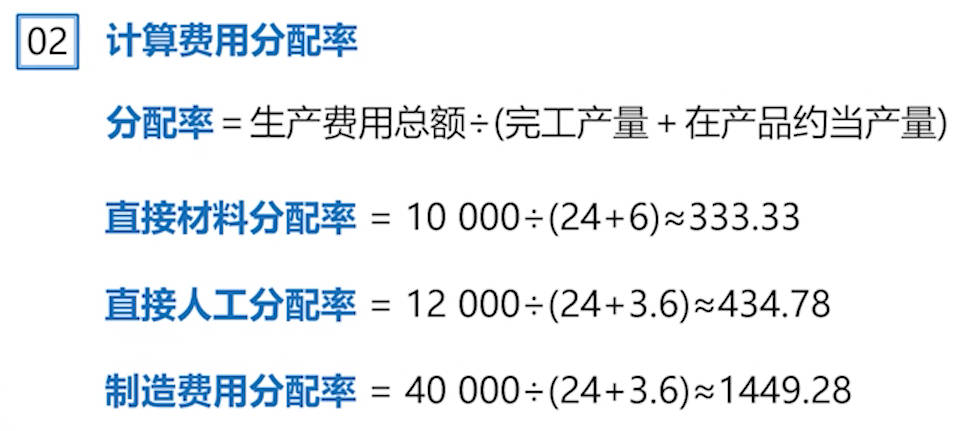 02 计算费用分配率
分配率=生产费用总额÷(完工产量+在产品约当产量)
直接材料分配率 = 10 000÷(24+6)≈333.33
直接人工分配率 = 12 000÷(24+3.6)≈434.78
制造费用分配率 = 40 000÷(24+3.6)≈1449.28